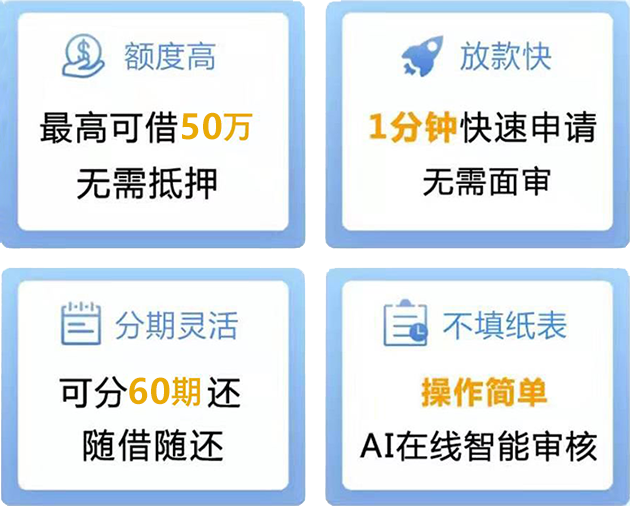 额度高
最高可借50万
无需抵押
放款快
1分钟快速申请
无需面审
分期灵活
可分60期还
随借随还
不填纸表
操作简单
AI在线智能审核